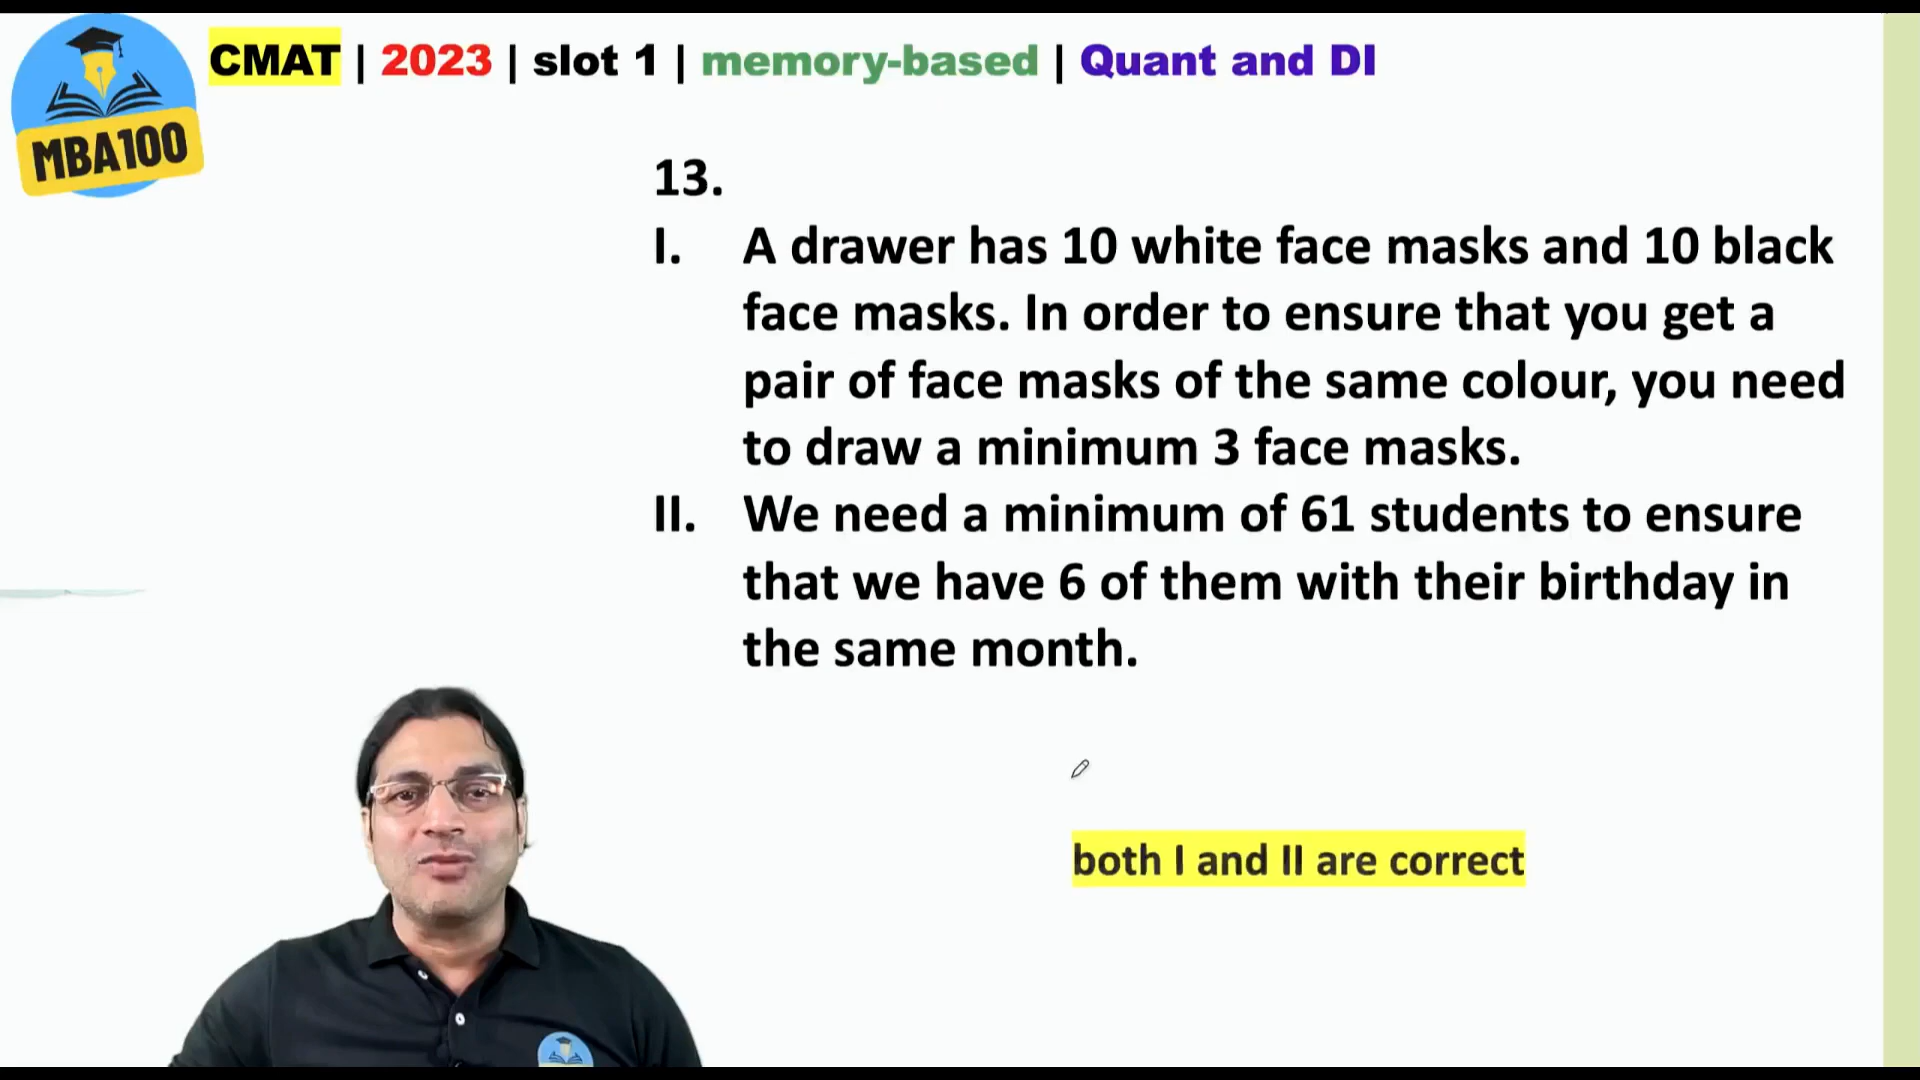 CMAT | 2023 | slot 1 | memory-based | Quant and DI
MBA100
13.
I. A drawer has 10 white face masks and 10 black
face masks. In order to ensure that you get a
pair of face masks of the same colour, you need
to draw a minimum 3 face masks.
II. We need a minimum of 61 students to ensure
that we have 6 of them with their birthday in
the same month.
both I and II are correct